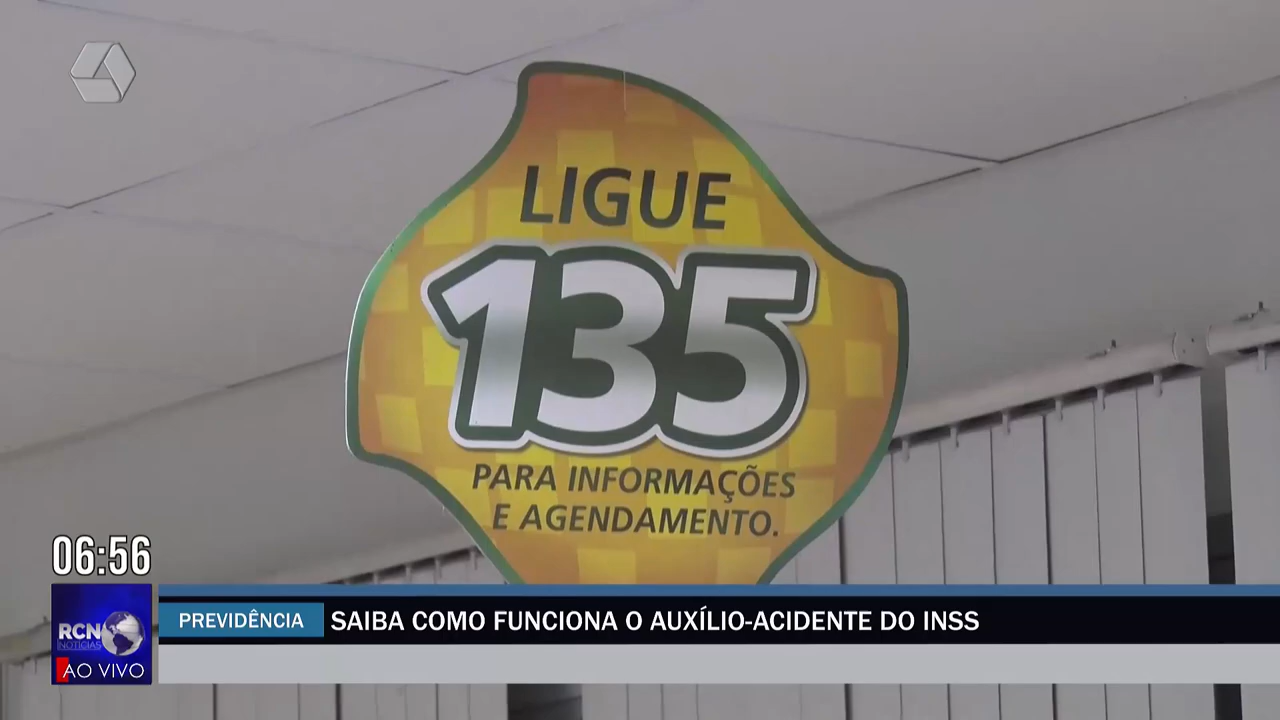 LIGUE
135
PARA INFORMAÇÕES
E AGENDAMENTO.
06:56
RCN
NOTÍCIAS
AO VIVO
PREVIDÊNCIA
SAIBA COMO FUNCIONA O AUXÍLIO-ACIDENTE DO INSS